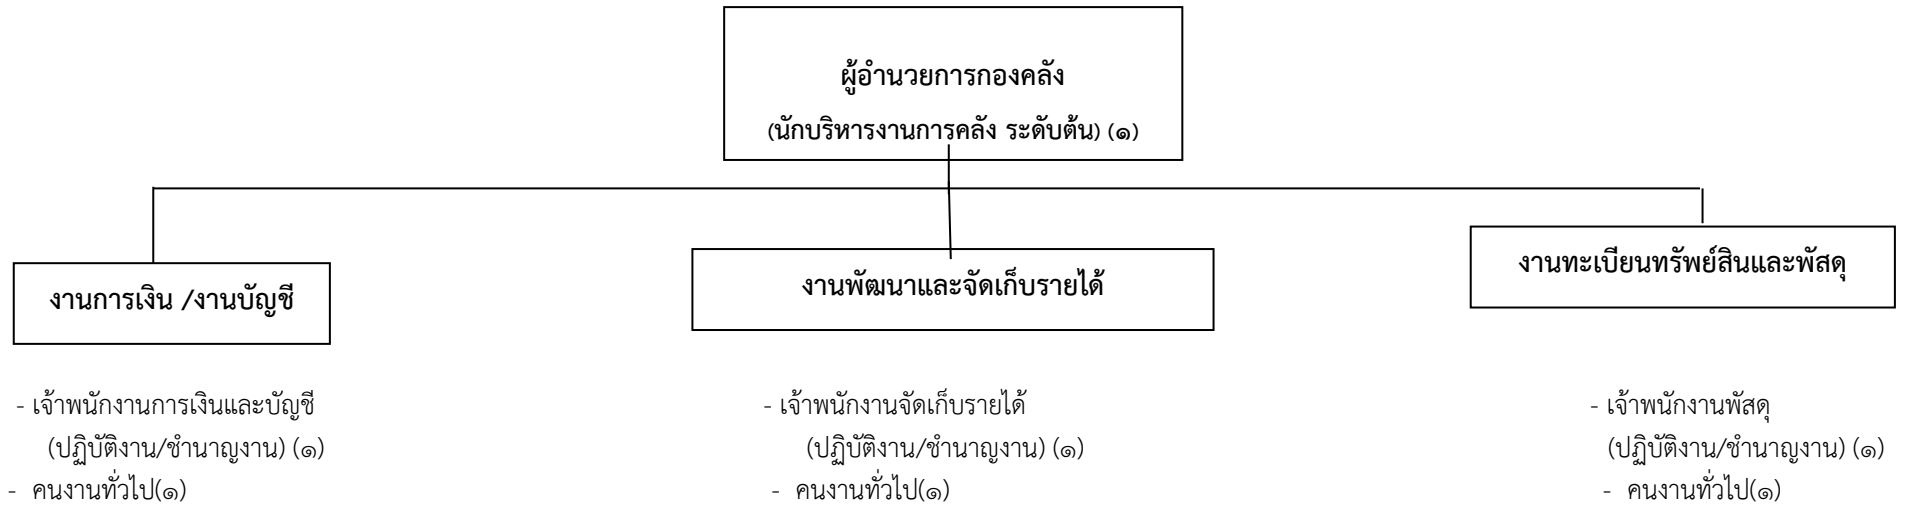 ผู้อำนวยการกองคลัง
(นักบริหารงานการคลัง ระดับต้น) (๑)
งานการเงิน /งานบัญชี
- เจ้าพนักงานการเงินและบัญชี
(ปฏิบัติงาน/ชำนาญงาน) (๑)
- คนงานทั่วไป(๑)
งานพัฒนาและจัดเก็บรายได้
- เจ้าพนักงานจัดเก็บรายได้
(ปฏิบัติงาน/ชำนาญงาน) (๑)
- คนงานทั่วไป(๑)
งานทะเบียนทรัพย์สินและพัสดุ
- เจ้าพนักงานพัสดุ
(ปฏิบัติงาน/ชำนาญงาน) (๑)
- คนงานทั่วไป(๑)